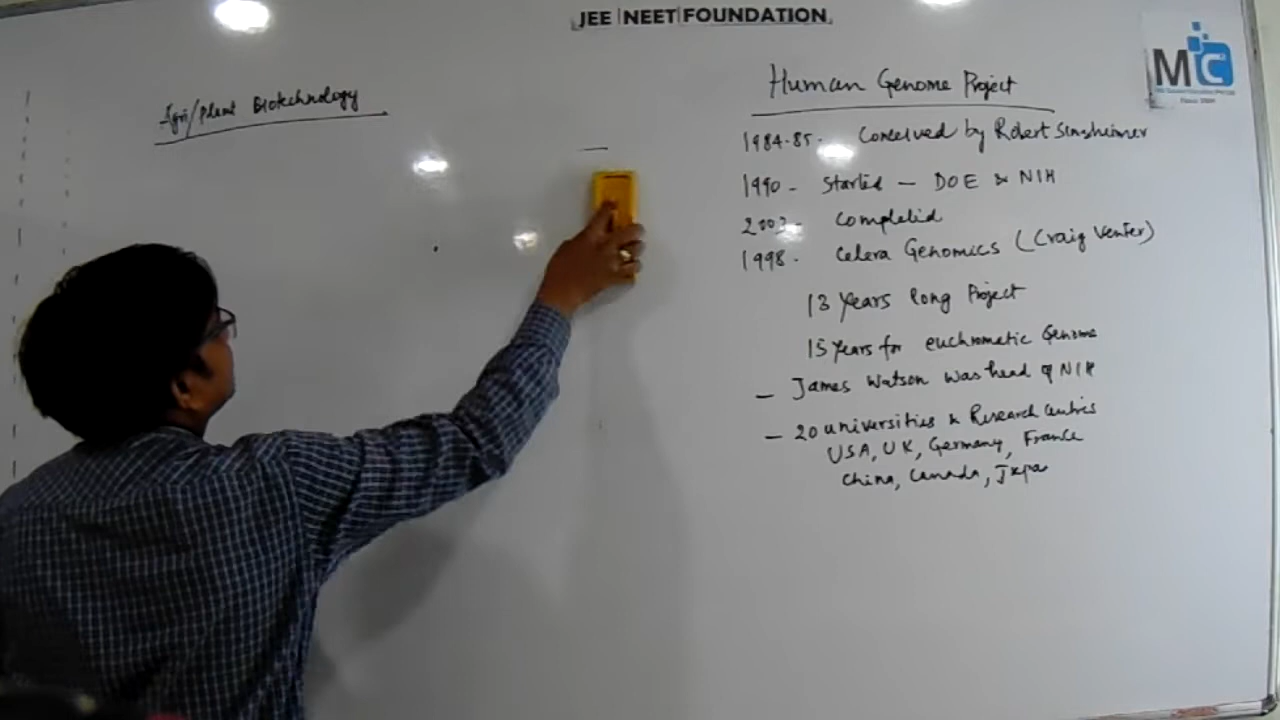 JEE NEET FOUNDATION
MC
Agri/Plant Biotechnology
Human Genome Project
1984-85- Conceived by Robert Sinsheimer
1990 - Started - DOE & NIH
2003 - Completed
1998 - Celera Genomics (Craig Venter)
13 Years long Project
15 Years for euchromatic Genome
- James Watson was head of NIH
- 20 universities & Research Centres
USA, UK, Germany, France
China, Canada, Japa